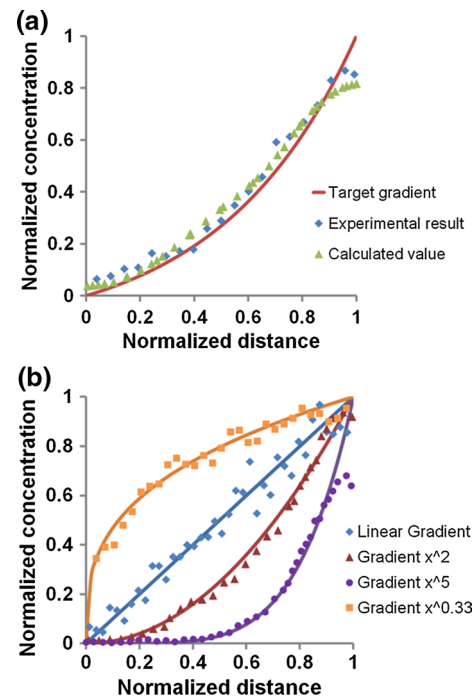 (a)
Normalized concentration
1
0.8
0.6
0.4
0.2
0
0 0.2 0.4 0.6 0.8 1
Normalized distance
Target gradient
Experimental result
Calculated value
(b)
Normalized concentration
1
0.8
0.6
0.4
0.2
0
0 0.2 0.4 0.6 0.8 1
Normalized distance
Linear Gradient
Gradient x^2
Gradient x^5
Gradient x^0.33